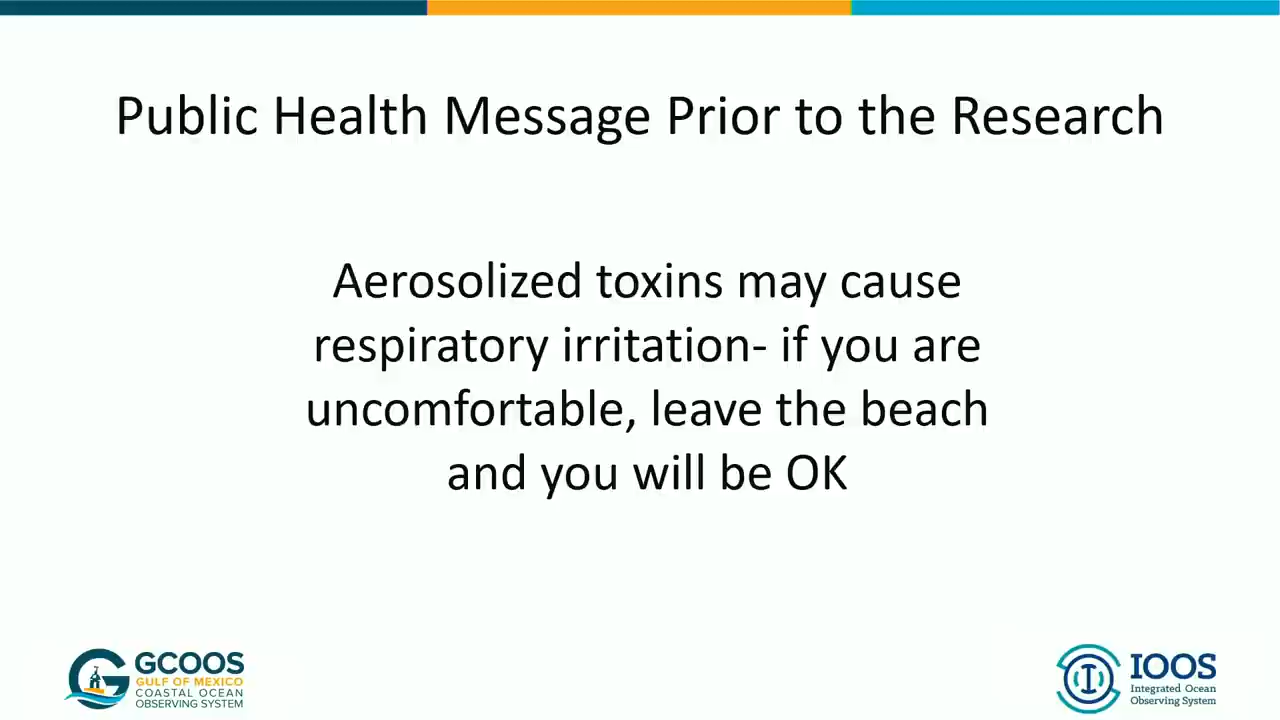 Public Health Message Prior to the Research
Aerosolized toxins may cause
respiratory irritation- if you are
uncomfortable, leave the beach
and you will be OK
GCOOS
GULF OF MEXICO
COASTAL OCEAN
OBSERVING SYSTEM
IOOS
Integrated Ocean
Observing System